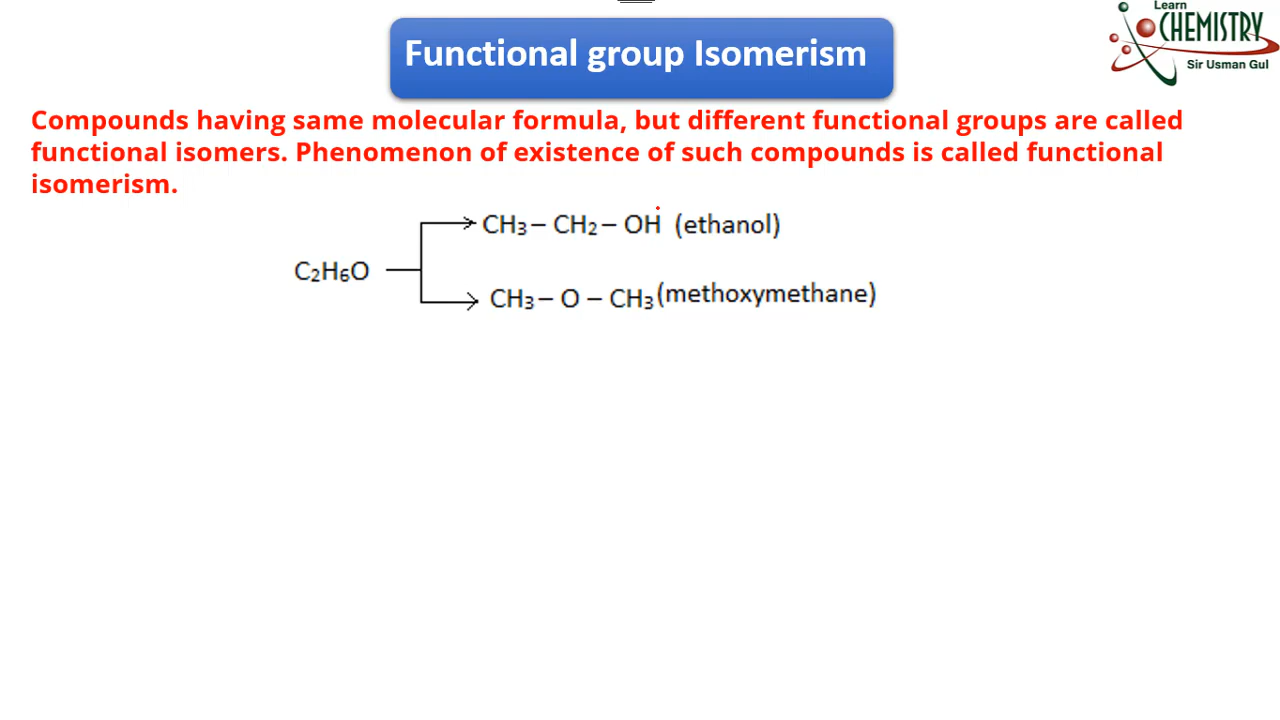 Learn
CHEMISTRY
Sir Usman Gul
Functional group Isomerism
Compounds having same molecular formula, but different functional groups are called
functional isomers. Phenomenon of existence of such compounds is called functional
isomerism.
CH₃ – CH₂ – OH (ethanol)
C₂H₆O
CH₃ – O – CH₃ (methoxymethane)